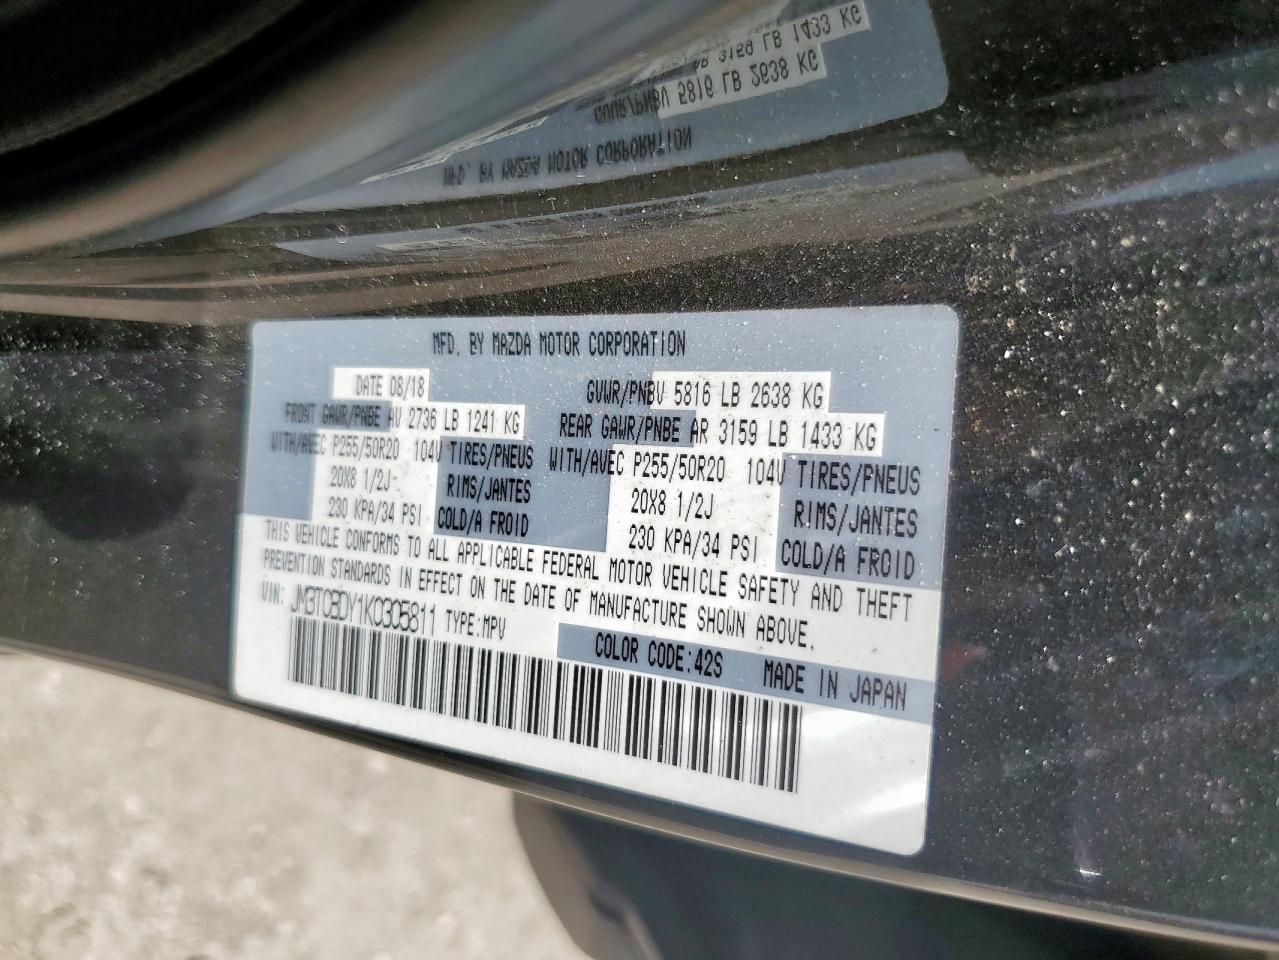 MFD. BY MAZDA MOTOR CORPORATION
DATE 08/18 GVWR/PNBV 5816 LB 2638 KG
FRONT GAWR/PNBE AV 2736 LB 1241 KG REAR GAWR/PNBE AR 3159 LB 1433 KG
WITH/AVEC P255/50R20 104V TIRES/PNEUS WITH/AVEC P255/50R20 104V TIRES/PNEUS
20X8 1/2J RIMS/JANTES 20X8 1/2J RIMS/JANTES
230 KPA/34 PSI COLD/A FROID 230 KPA/34 PSI COLD/A FROID
THIS VEHICLE CONFORMS TO ALL APPLICABLE FEDERAL MOTOR VEHICLE SAFETY AND THEFT
PREVENTION STANDARDS IN EFFECT ON THE DATE OF MANUFACTURE SHOWN ABOVE.
VIN: JM3TCBDY1K0305811 TYPE:MPV
COLOR CODE:42S MADE IN JAPAN